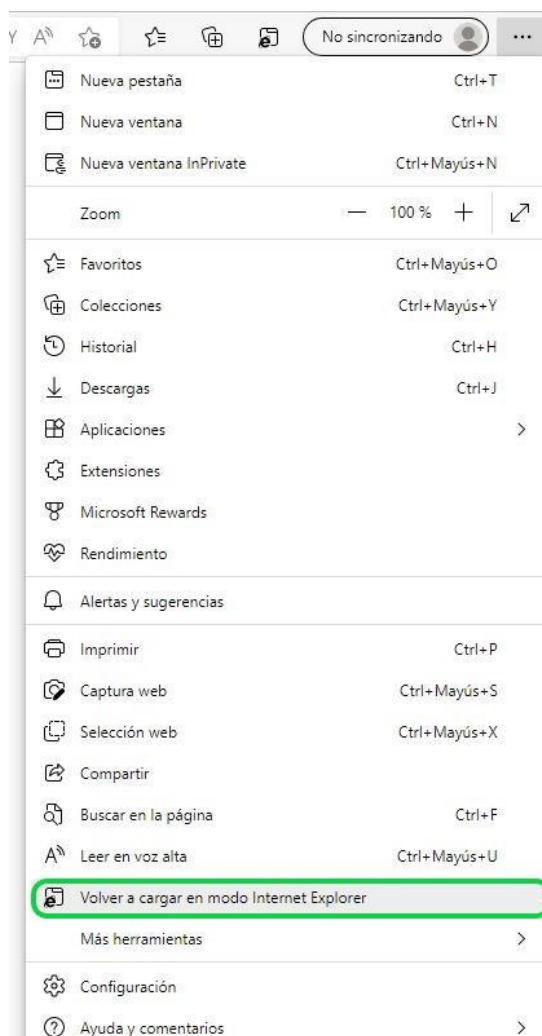 No sincronizando
Nueva pestaña Ctrl+T
Nueva ventana Ctrl+N
Nueva ventana InPrivate Ctrl+Mayús+N
Zoom — 100 % +
Favoritos Ctrl+Mayús+O
Colecciones Ctrl+Mayús+Y
Historial Ctrl+H
Descargas Ctrl+J
Aplicaciones
Extensiones
Microsoft Rewards
Rendimiento
Alertas y sugerencias
Imprimir Ctrl+P
Captura web Ctrl+Mayús+S
Selección web Ctrl+Mayús+X
Compartir
Buscar en la página Ctrl+F
Leer en voz alta Ctrl+Mayús+U
Volver a cargar en modo Internet Explorer
Más herramientas
Configuración
Ayuda y comentarios